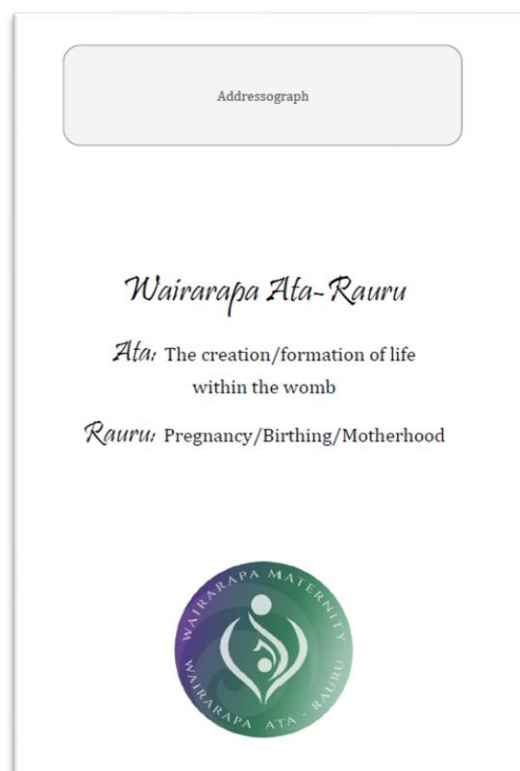 Addressograph
Wairarapa Ata-Rauru
Ata: The creation/formation of life
within the womb
Rauru: Pregnancy/Birthing/Motherhood
WAIRARAPA MATERNITY
WAIRARAPA ATA - RAURU